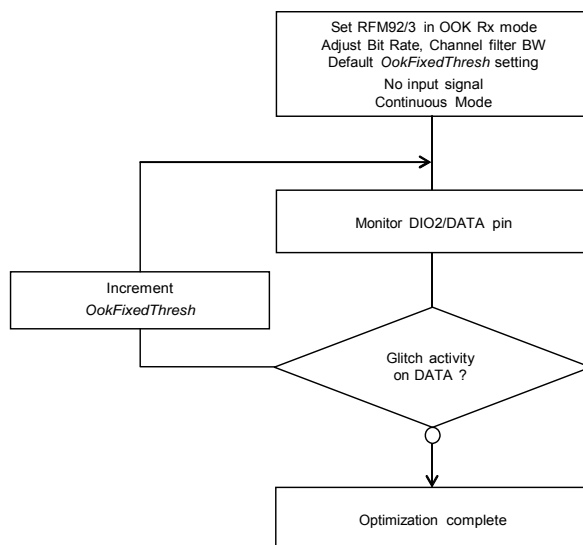 Set RFM92/3 in OOK Rx mode
Adjust Bit Rate, Channel filter BW
Default OokFixedThresh setting
No input signal
Continuous Mode
Monitor DIO2/DATA pin
Increment
OokFixedThresh
Glitch activity
on DATA ?
Optimization complete